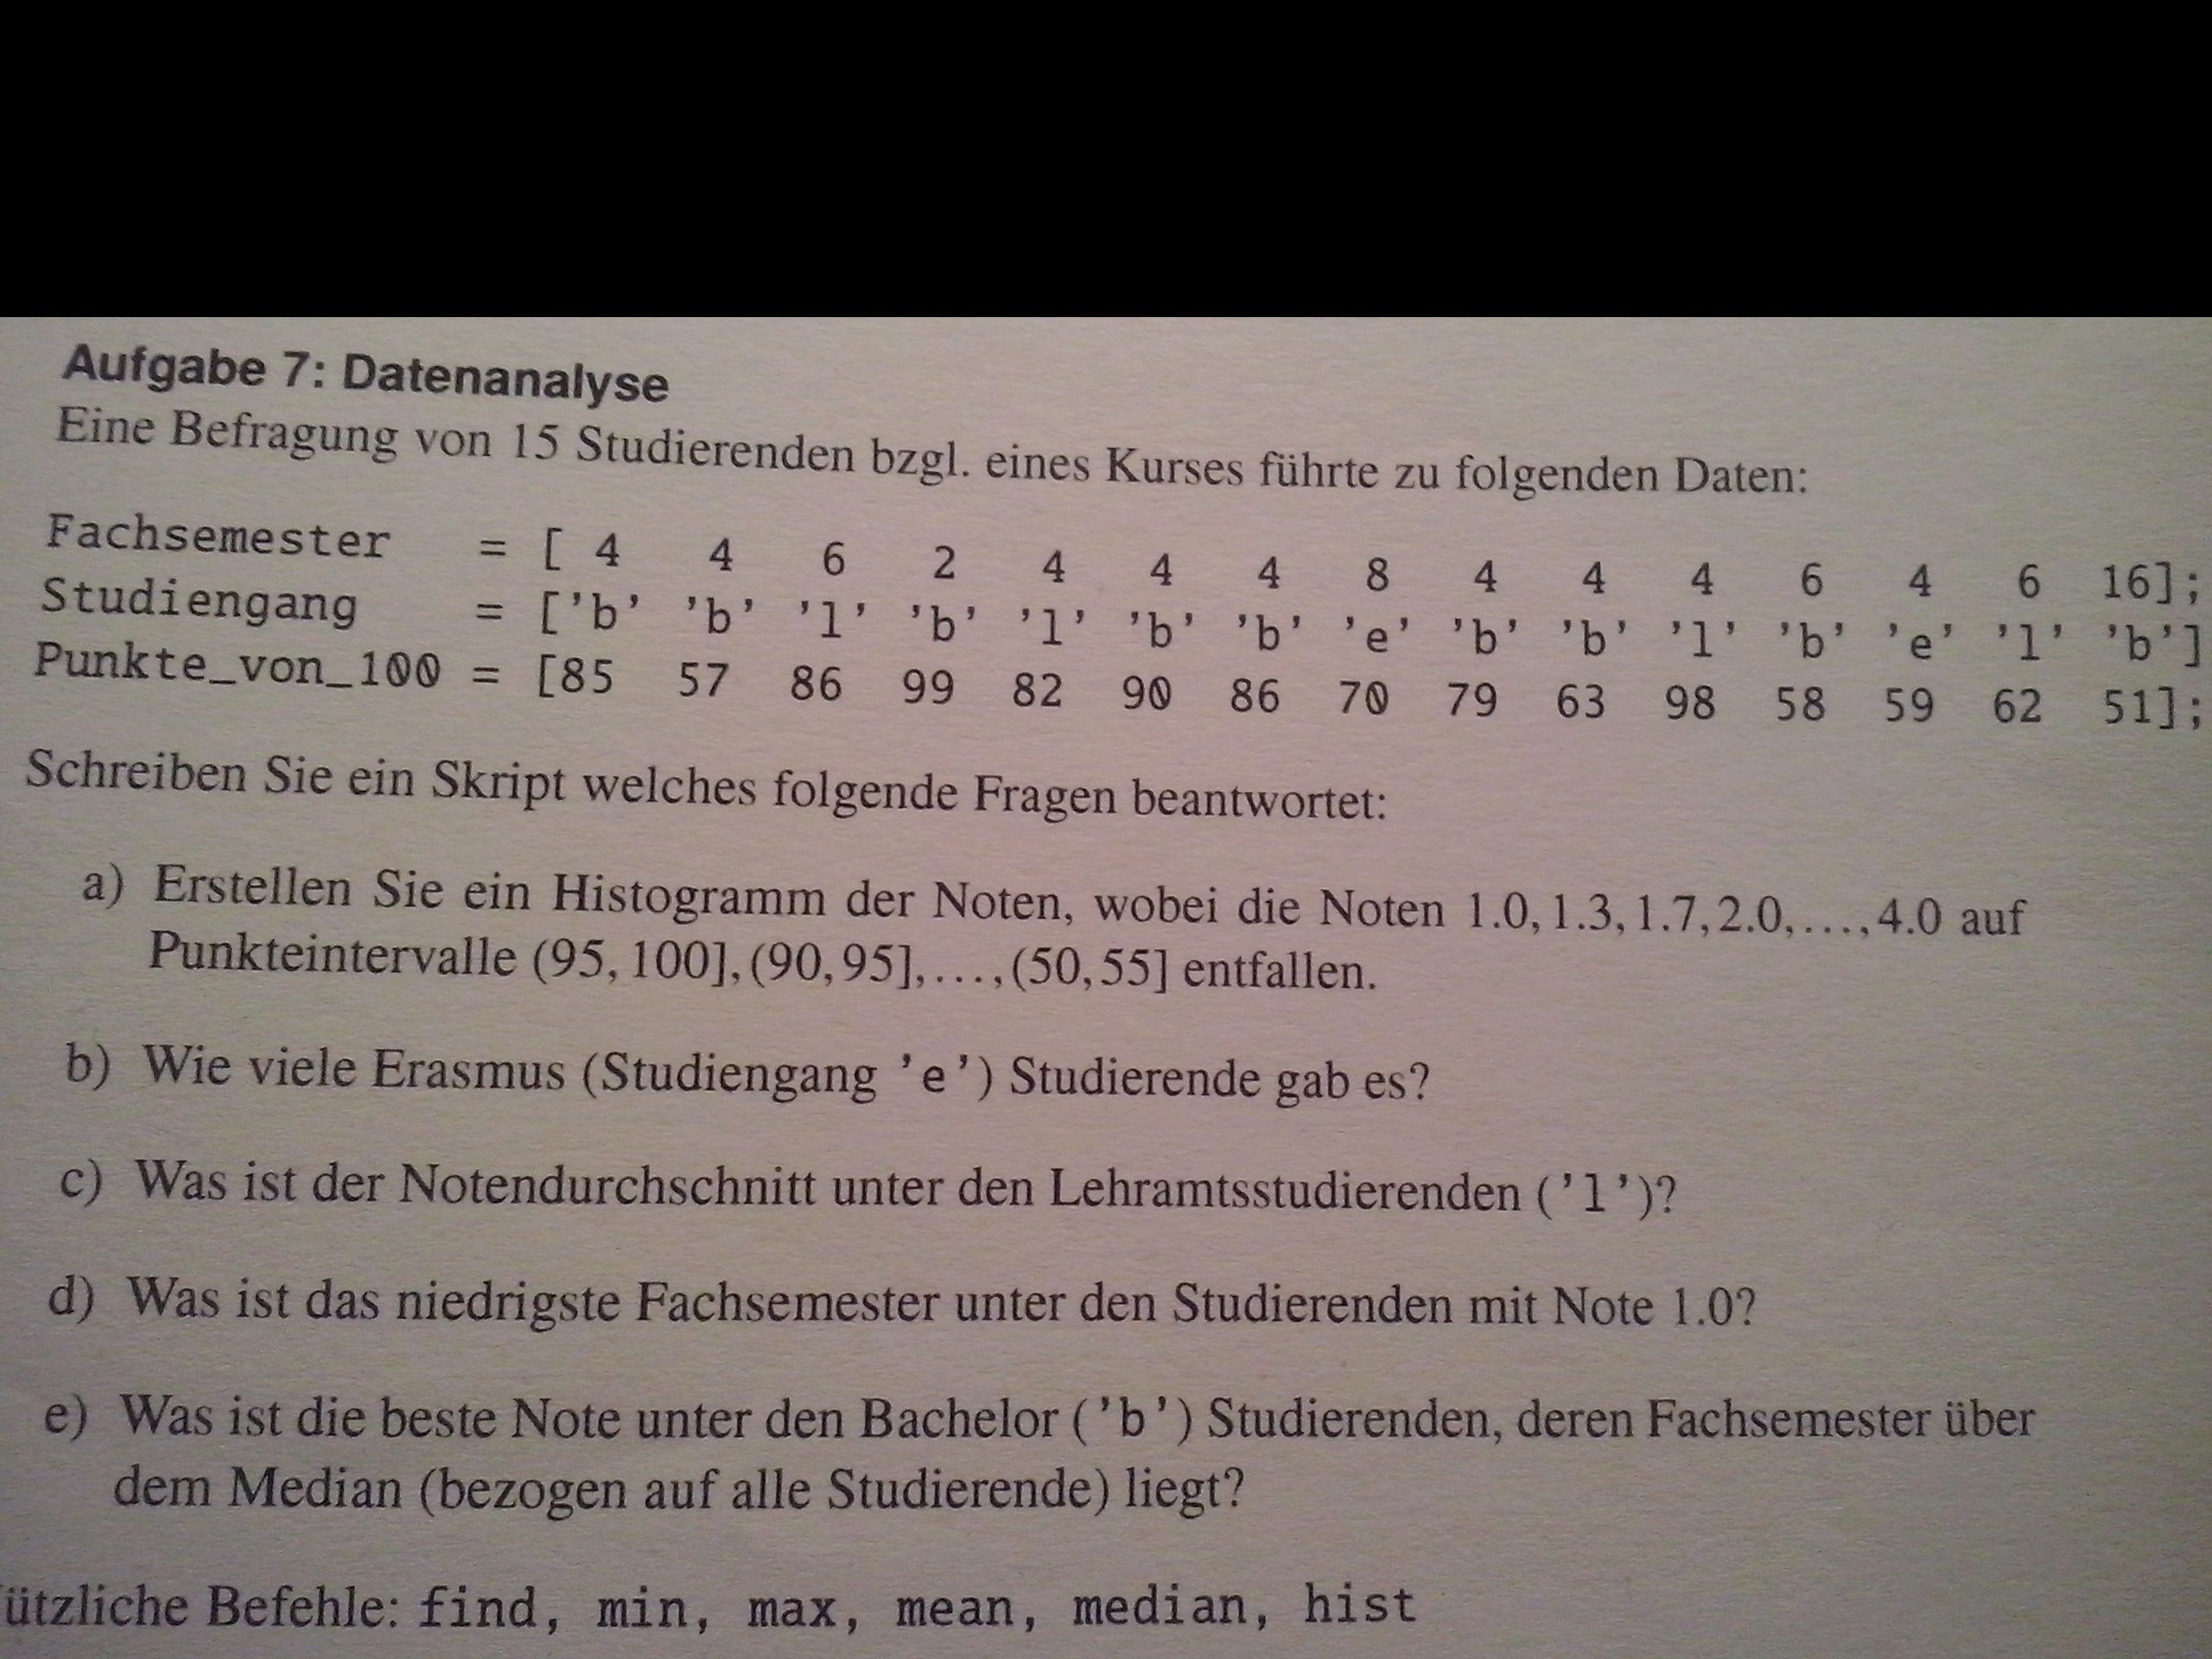 Aufgabe 7: Datenanalyse
Eine Befragung von 15 Studierenden bzgl. eines Kurses führte zu folgenden Daten:
Fachsemester = [ 4 4 6 2 4 4 4 8 4 4 4 6 4 6 16];
Studiengang = ['b' 'b' 'l' 'b' 'l' 'b' 'b' 'e' 'b' 'b' 'l' 'b' 'e' 'l' 'b']
Punkte_von_100 = [85 57 86 99 82 90 86 70 79 63 98 58 59 62 51];
Schreiben Sie ein Skript welches folgende Fragen beantwortet:
a) Erstellen Sie ein Histogramm der Noten, wobei die Noten 1.0, 1.3, 1.7, 2.0, ..., 4.0 auf
Punkteintervalle (95, 100], (90, 95], ..., (50, 55] entfallen.
b) Wie viele Erasmus (Studiengang 'e') Studierende gab es?
c) Was ist der Notendurchschnitt unter den Lehramtsstudierenden ('l')?
d) Was ist das niedrigste Fachsemester unter den Studierenden mit Note 1.0?
e) Was ist die beste Note unter den Bachelor ('b') Studierenden, deren Fachsemester über
dem Median (bezogen auf alle Studierende) liegt?
ützliche Befehle: find, min, max, mean, median, hist